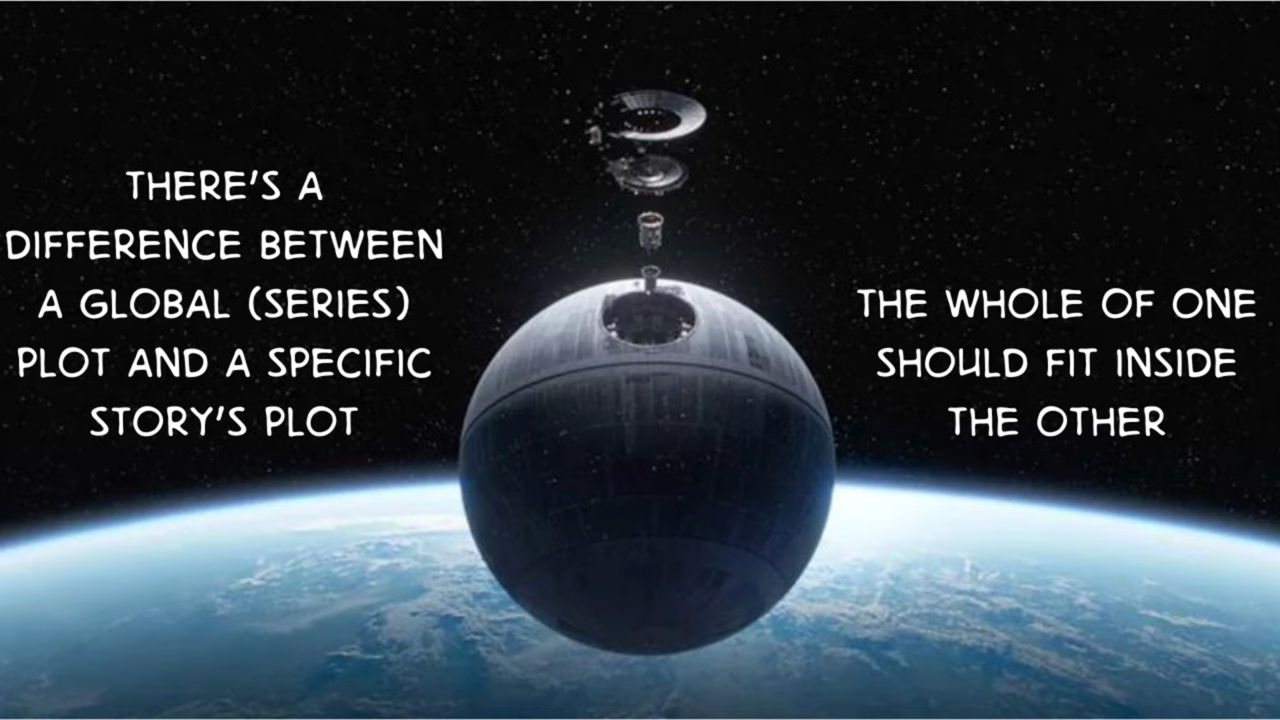 THERE'S A
DIFFERENCE BETWEEN
A GLOBAL (SERIES)
PLOT AND A SPECIFIC
STORY'S PLOT
THE WHOLE OF ONE
SHOULD FIT INSIDE
THE OTHER